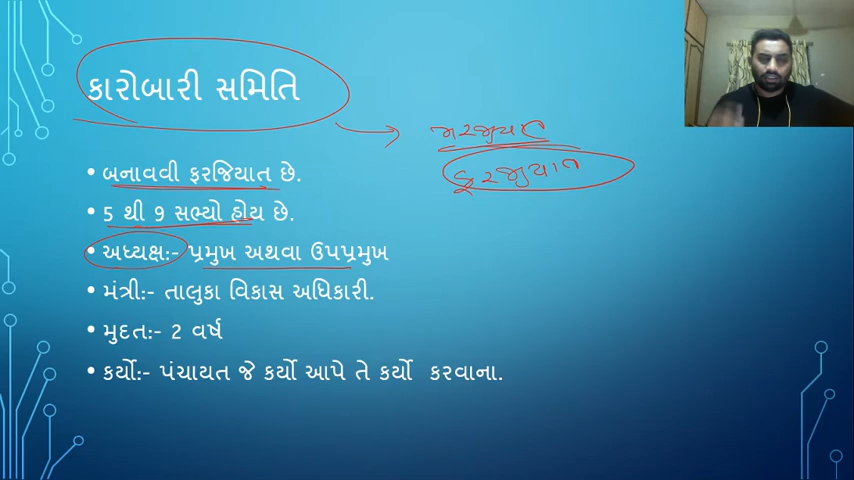 કારોબારી સમિતિ
મરજીયાત
ફરજીયાત
• બનાવવી ફરજિયાત છે.
• 5 થી 9 સભ્યો હોય છે.
• અધ્યક્ષ:- પ્રમુખ અથવા ઉપપ્રમુખ
• મંત્રી:- તાલુકા વિકાસ અધિકારી.
• મુદત:- 2 વર્ષ
• કર્યો:- પંચાયત જે કર્યો આપે તે કર્યો કરવાના.